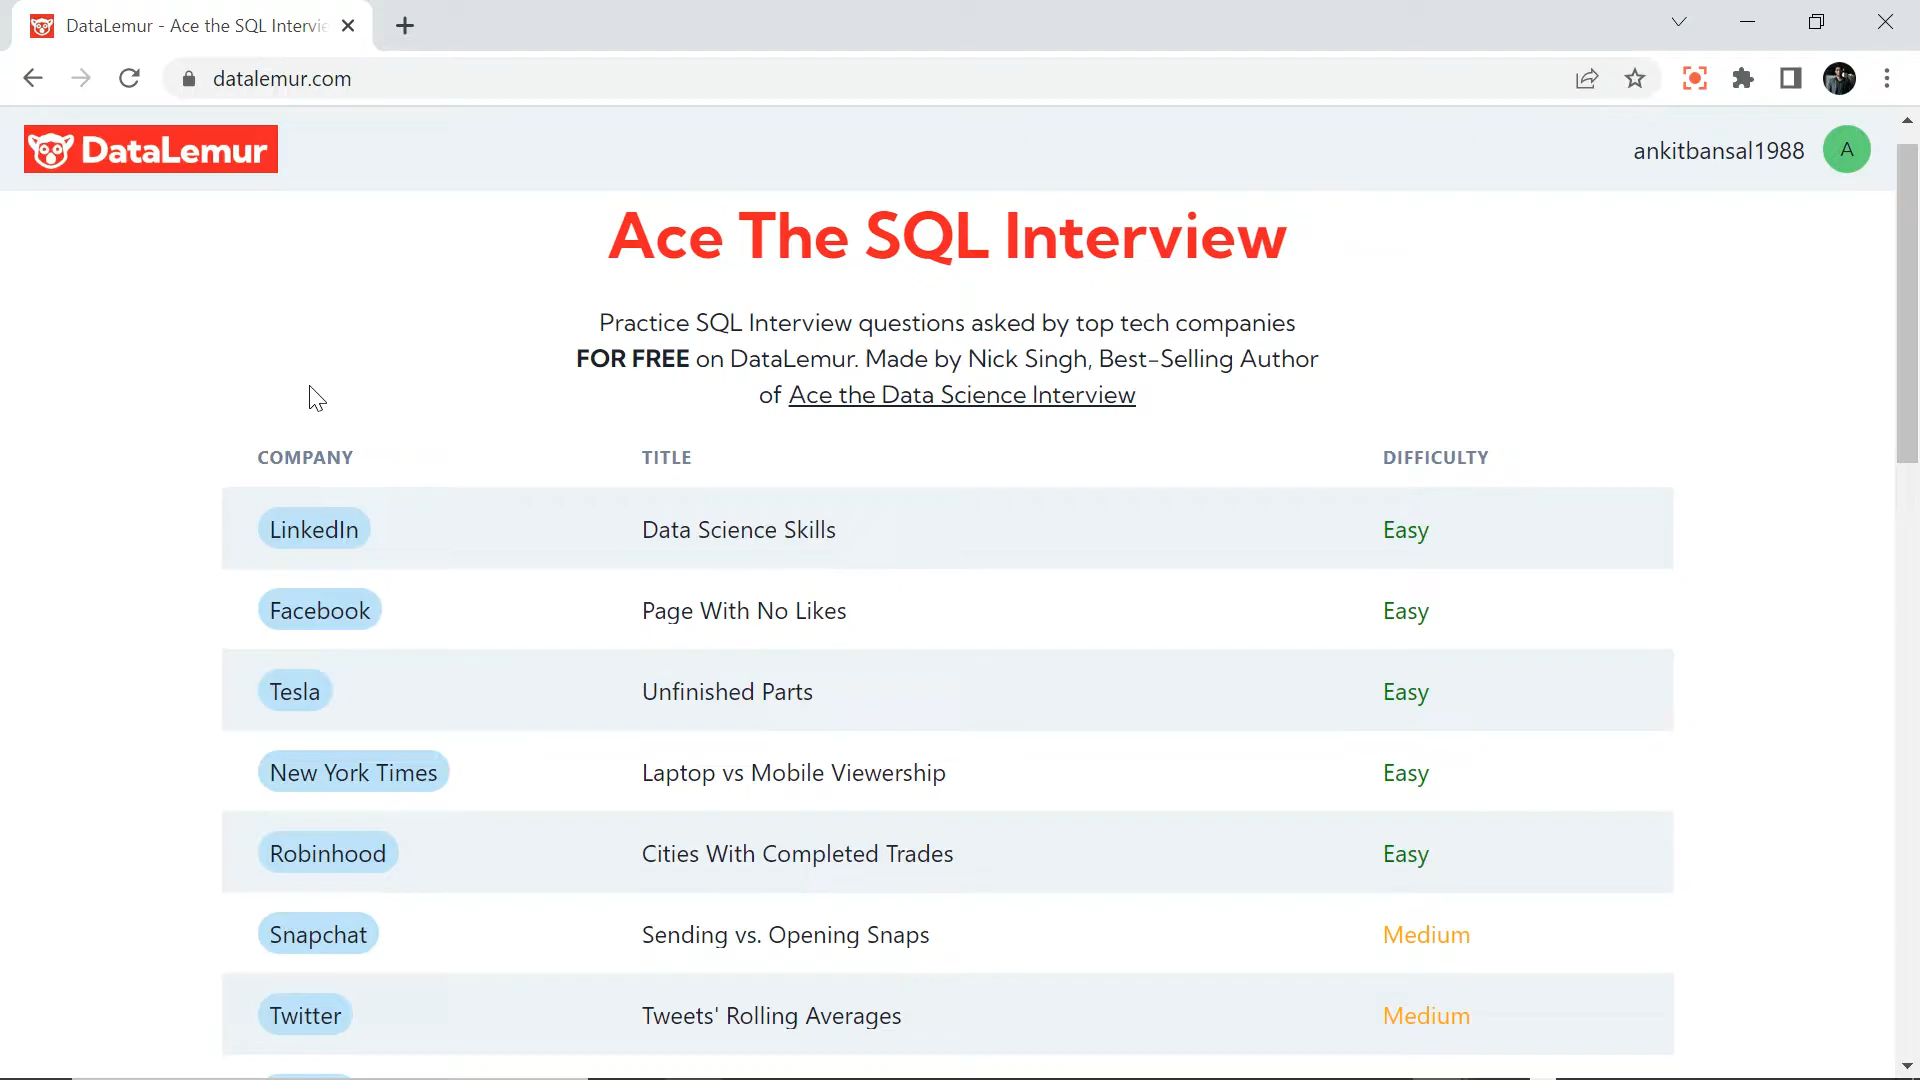 DataLemur - Ace the SQL Intervie
datalemur.com
DataLemur
ankitbansal1988
A
Ace The SQL Interview
Practice SQL Interview questions asked by top tech companies
FOR FREE on DataLemur. Made by Nick Singh, Best-Selling Author
of Ace the Data Science Interview
COMPANY TITLE DIFFICULTY
LinkedIn Data Science Skills Easy
Facebook Page With No Likes Easy
Tesla Unfinished Parts Easy
New York Times Laptop vs Mobile Viewership Easy
Robinhood Cities With Completed Trades Easy
Snapchat Sending vs. Opening Snaps Medium
Twitter Tweets' Rolling Averages Medium